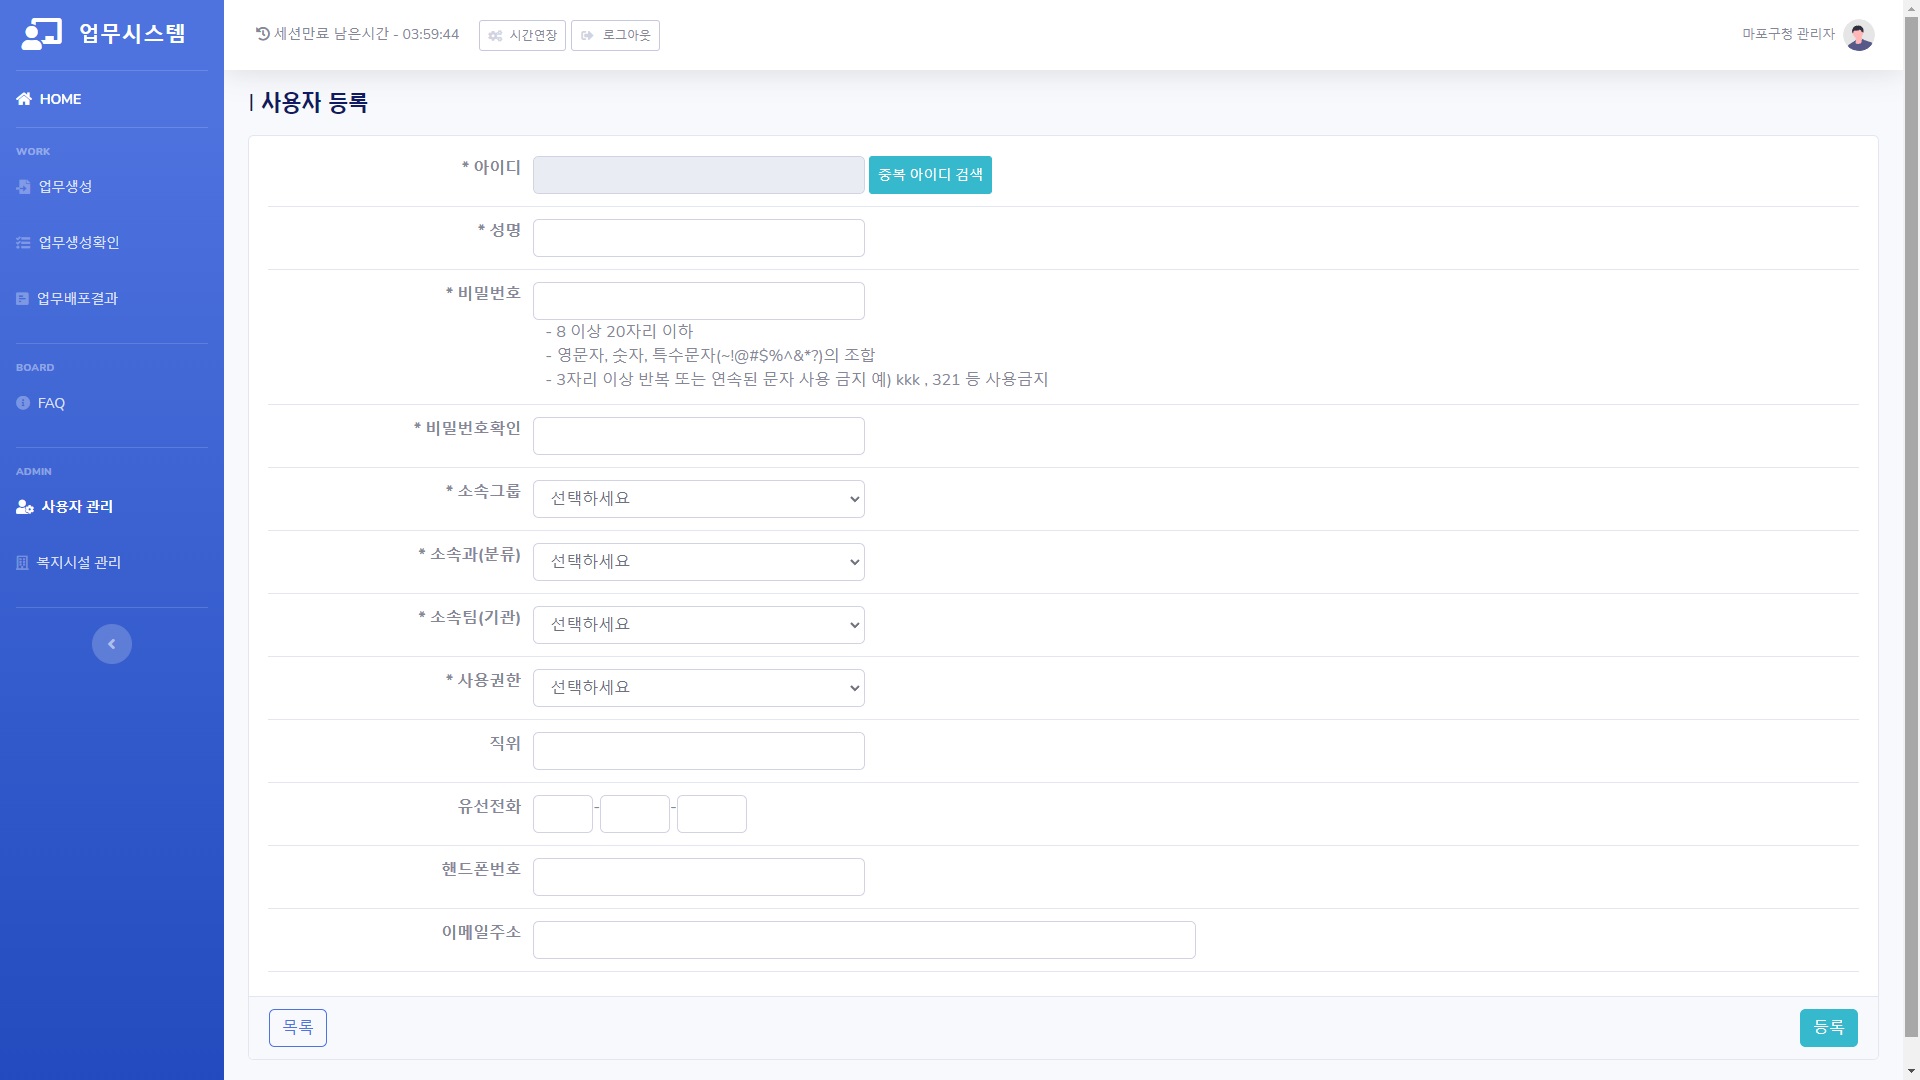 업무시스템
세션만료 남은시간 - 03:59:44
시간연장
로그아웃
마포구청 관리자
HOME
WORK
업무생성
업무생성확인
업무배포결과
BOARD
FAQ
ADMIN
사용자 관리
복지시설 관리
| 사용자 등록
* 아이디
중복 아이디 검색
* 성명
* 비밀번호
- 8 이상 20자리 이하
- 영문자, 숫자, 특수문자(~!@#$%^&*?)의 조합
- 3자리 이상 반복 또는 연속된 문자 사용 금지 예) kkk , 321 등 사용금지
* 비밀번호확인
* 소속그룹 선택하세요
* 소속과(분류) 선택하세요
* 소속팀(기관) 선택하세요
* 사용권한 선택하세요
직위
유선전화 - -
핸드폰번호
이메일주소
목록
등록